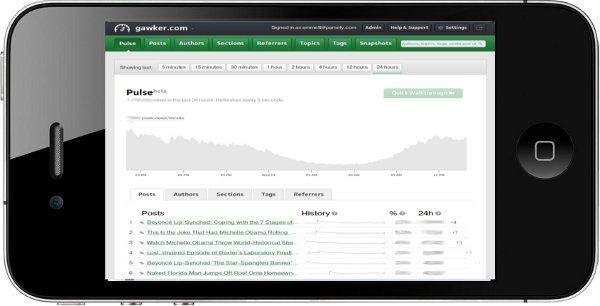 gawker.com
Signed in as Admin Help & Support Settings
Pulse Posts Authors Sections Referrers Topics Tags Snapshots
Showing last: 5 minutes 15 minutes 30 minutes 1 hour 2 hours 4 hours 12 hours 24 hours
Pulse beta Quick Walkthrough
views in the last 24 hours. Refreshes every 5 seconds.
views/minute
Posts Authors Sections Tags Referrers
Posts History % 24h
1 Beyoncé Lip-Synched: Coping with the 7 Stages of...
2 This Is the Joke That Had Michelle Obama Rolling...
3 Watch Michelle Obama Throw World-Historical Sha...
4 Lost, Unaired Episode of Dexter's Laboratory Finall...
5 Beyoncé Lip-Synched 'The Star-Spangled Banner'
6 Naked Florida Man Jumps Off Roof Onto Homeown...